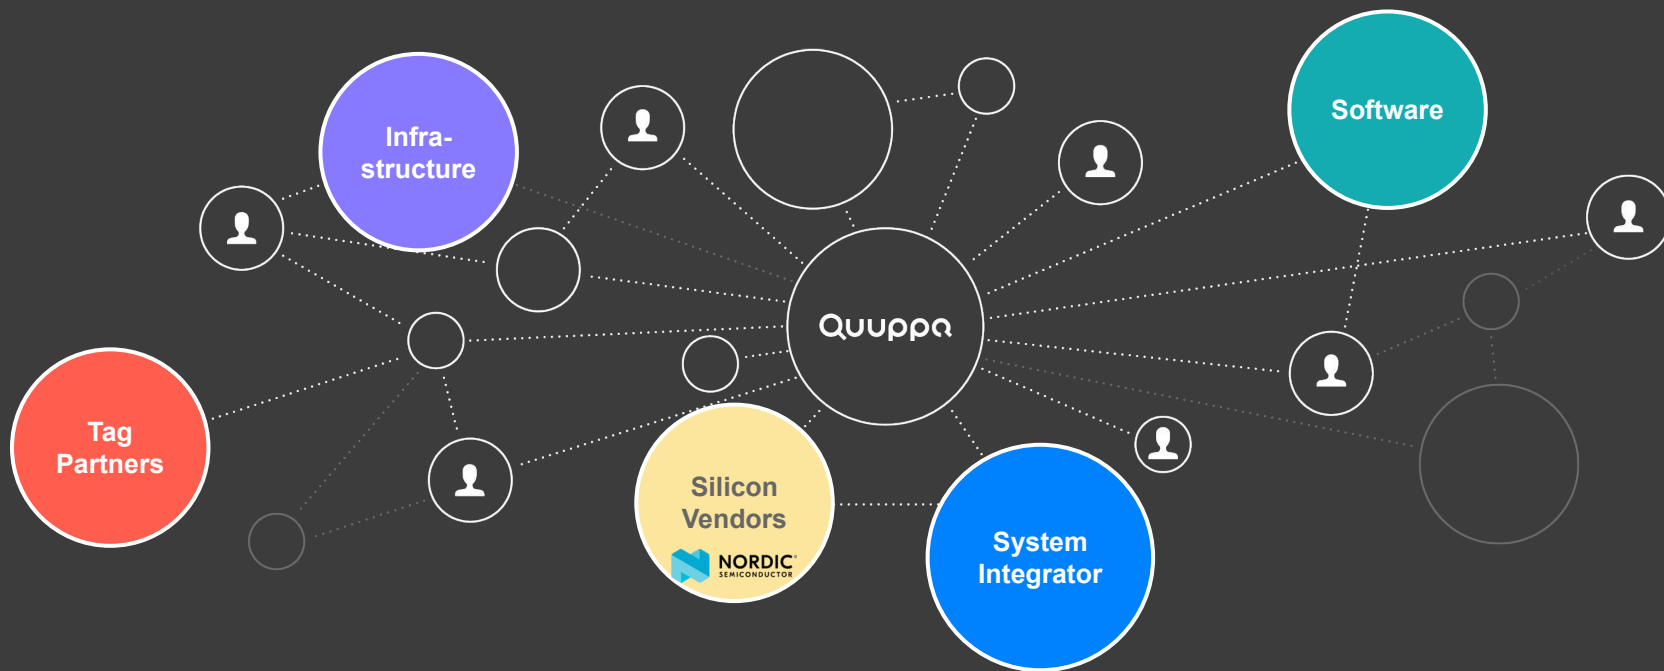 Infra-
structure
Software
Quuppa
Tag
Partners
Silicon
Vendors
NORDIC®
SEMICONDUCTOR
System
Integrator